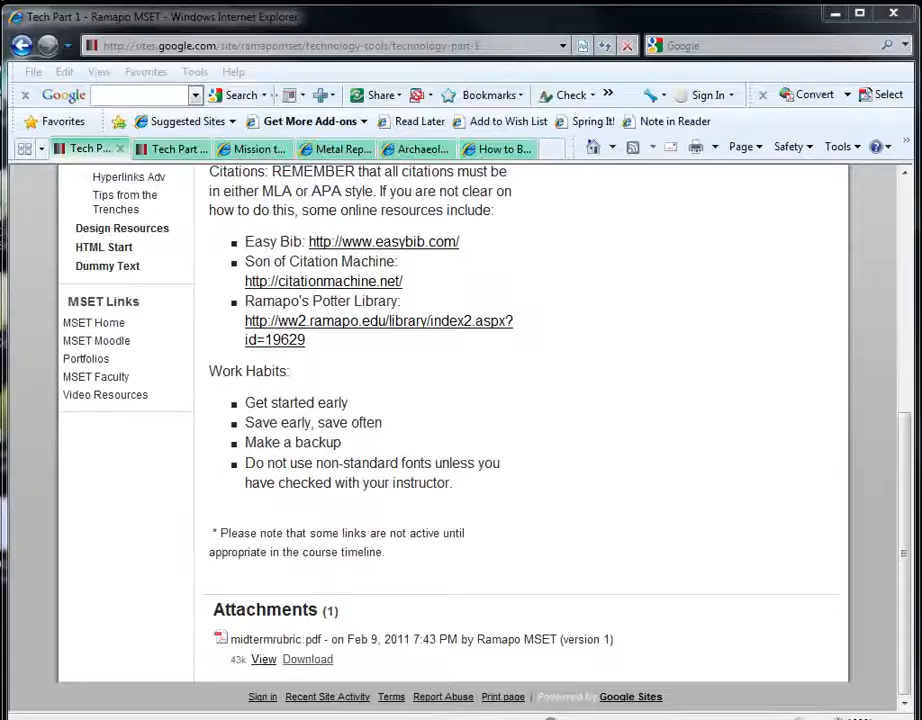 Tech Part 1 - Ramapo MSET - Windows Internet Explorer
http://sites.google.com/site/ramapomset/technology-tools/technology-part-1
Google
File Edit View Favorites Tools Help
x Google Search Share Bookmarks Check » Sign In x Convert Select
Favorites Suggested Sites Get More Add-ons Read Later Add to Wish List Spring It! Note in Reader
Tech P... x Tech Part ... Mission t... Metal Rep... Archaeol... How to B... Page Safety Tools »
Hyperlinks Adv
Tips from the
Trenches
Design Resources
HTML Start
Dummy Text
MSET Links
MSET Home
MSET Moodle
Portfolios
MSET Faculty
Video Resources
Citations: REMEMBER that all citations must be
in either MLA or APA style. If you are not clear on
how to do this, some online resources include:
Easy Bib: http://www.easybib.com/
Son of Citation Machine:
http://citationmachine.net/
Ramapo's Potter Library:
http://ww2.ramapo.edu/library/index2.aspx?
id=19629
Work Habits:
Get started early
Save early, save often
Make a backup
Do not use non-standard fonts unless you
have checked with your instructor.
* Please note that some links are not active until
appropriate in the course timeline.
Attachments (1)
midtermrubric.pdf - on Feb 9, 2011 7:43 PM by Ramapo MSET (version 1)
43k View Download
Sign in Recent Site Activity Terms Report Abuse Print page | Powered by Google Sites